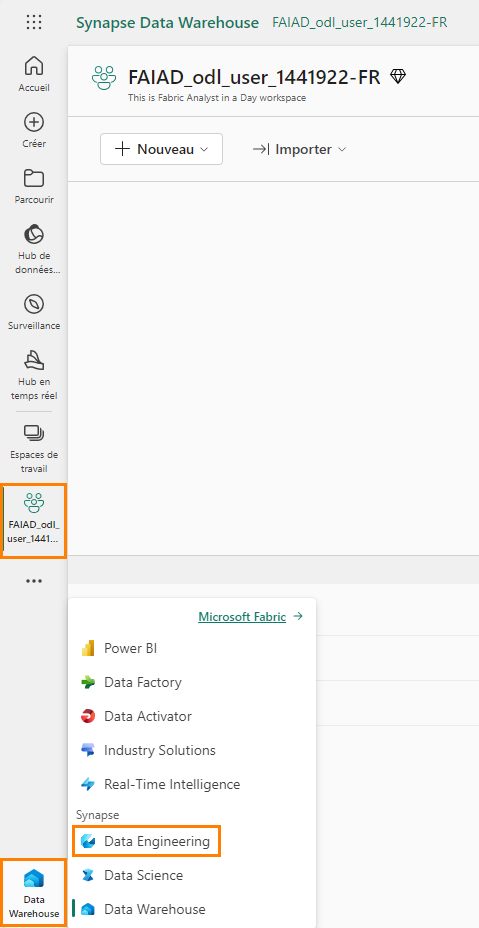 Synapse Data Warehouse FAIAD_odl_user_1441922-FR
Accueil
Créer
Parcourir
Hub de
données...
Surveillance
Hub en
temps réel
Espaces de
travail
FAIAD_odl_
user_1441...
Data
Warehouse
FAIAD_odl_user_1441922-FR
This is Fabric Analyst in a Day workspace
Nouveau
Importer
Microsoft Fabric
Power BI
Data Factory
Data Activator
Industry Solutions
Real-Time Intelligence
Synapse
Data Engineering
Data Science
Data Warehouse